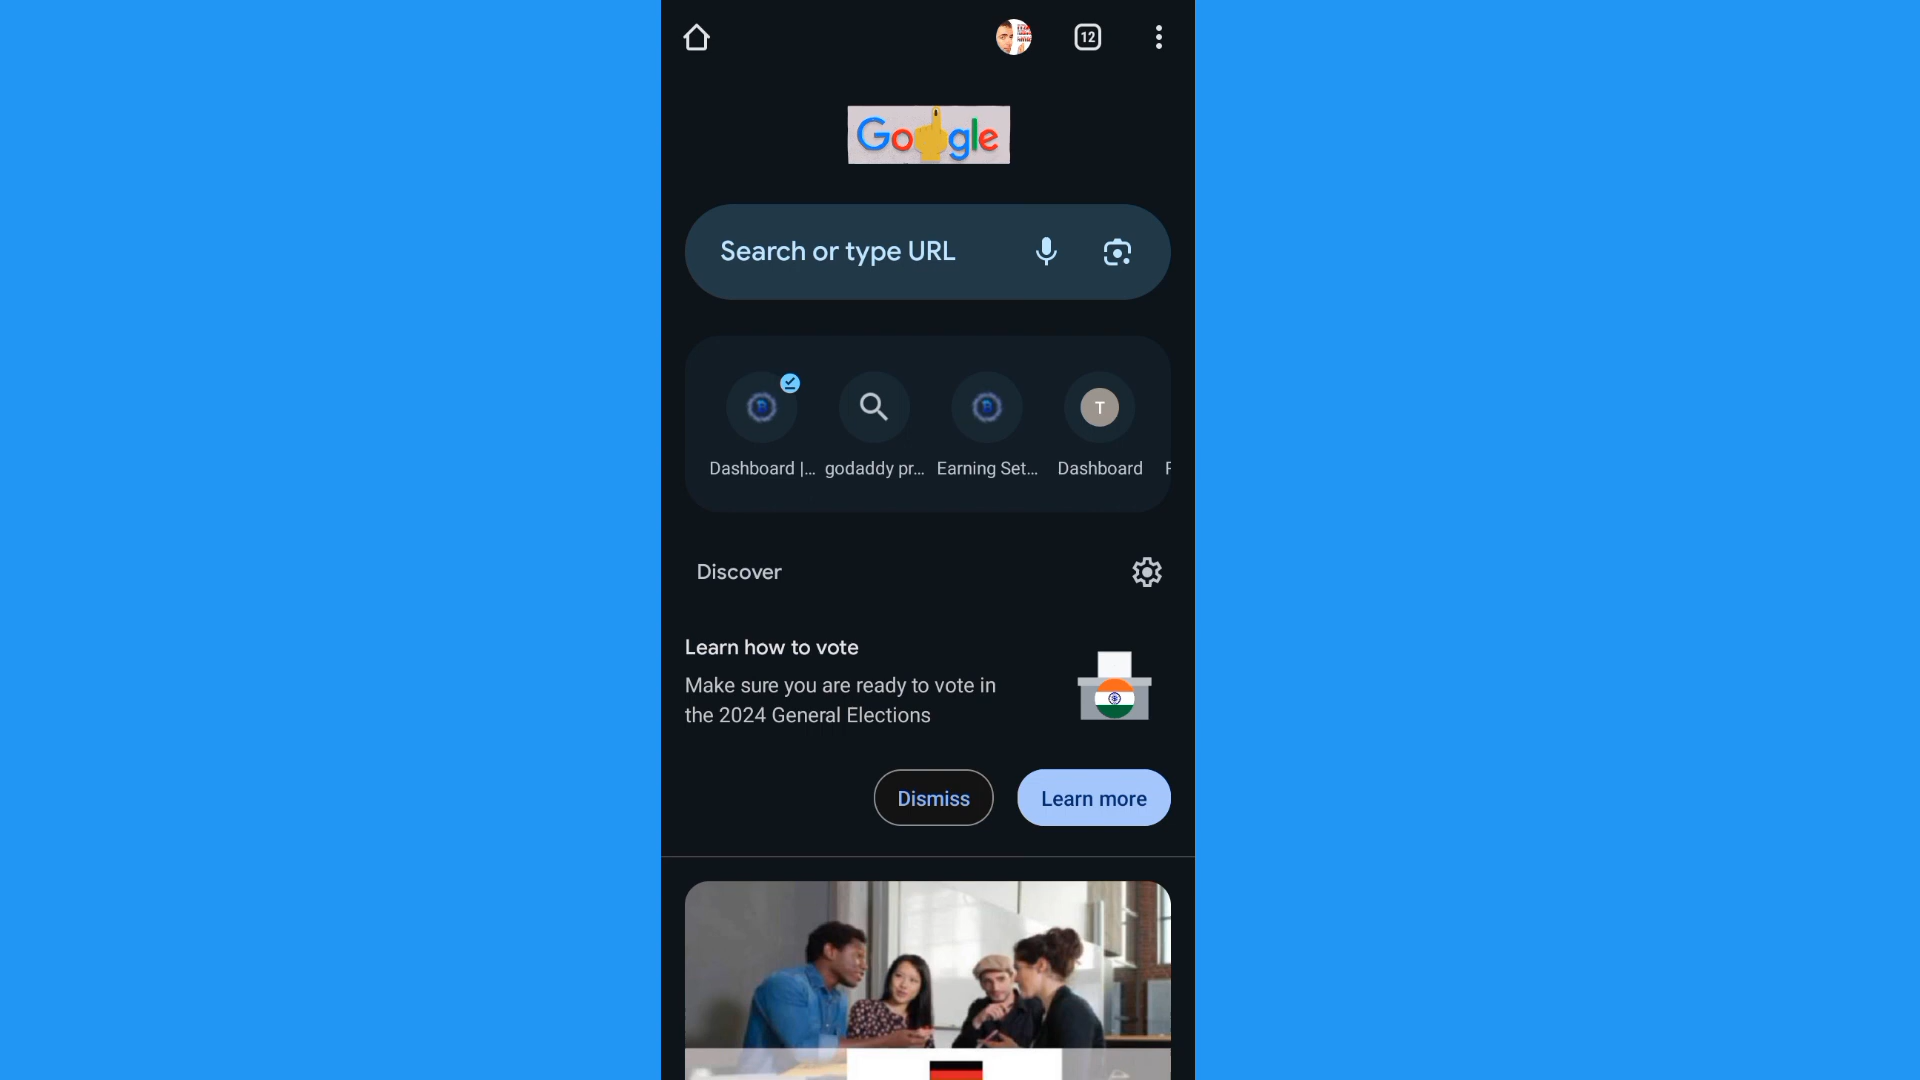 12
Google
Search or type URL
T
Dashboard |...
godaddy pr...
Earning Set...
Dashboard
Discover
Learn how to vote
Make sure you are ready to vote in
the 2024 General Elections
Dismiss
Learn more